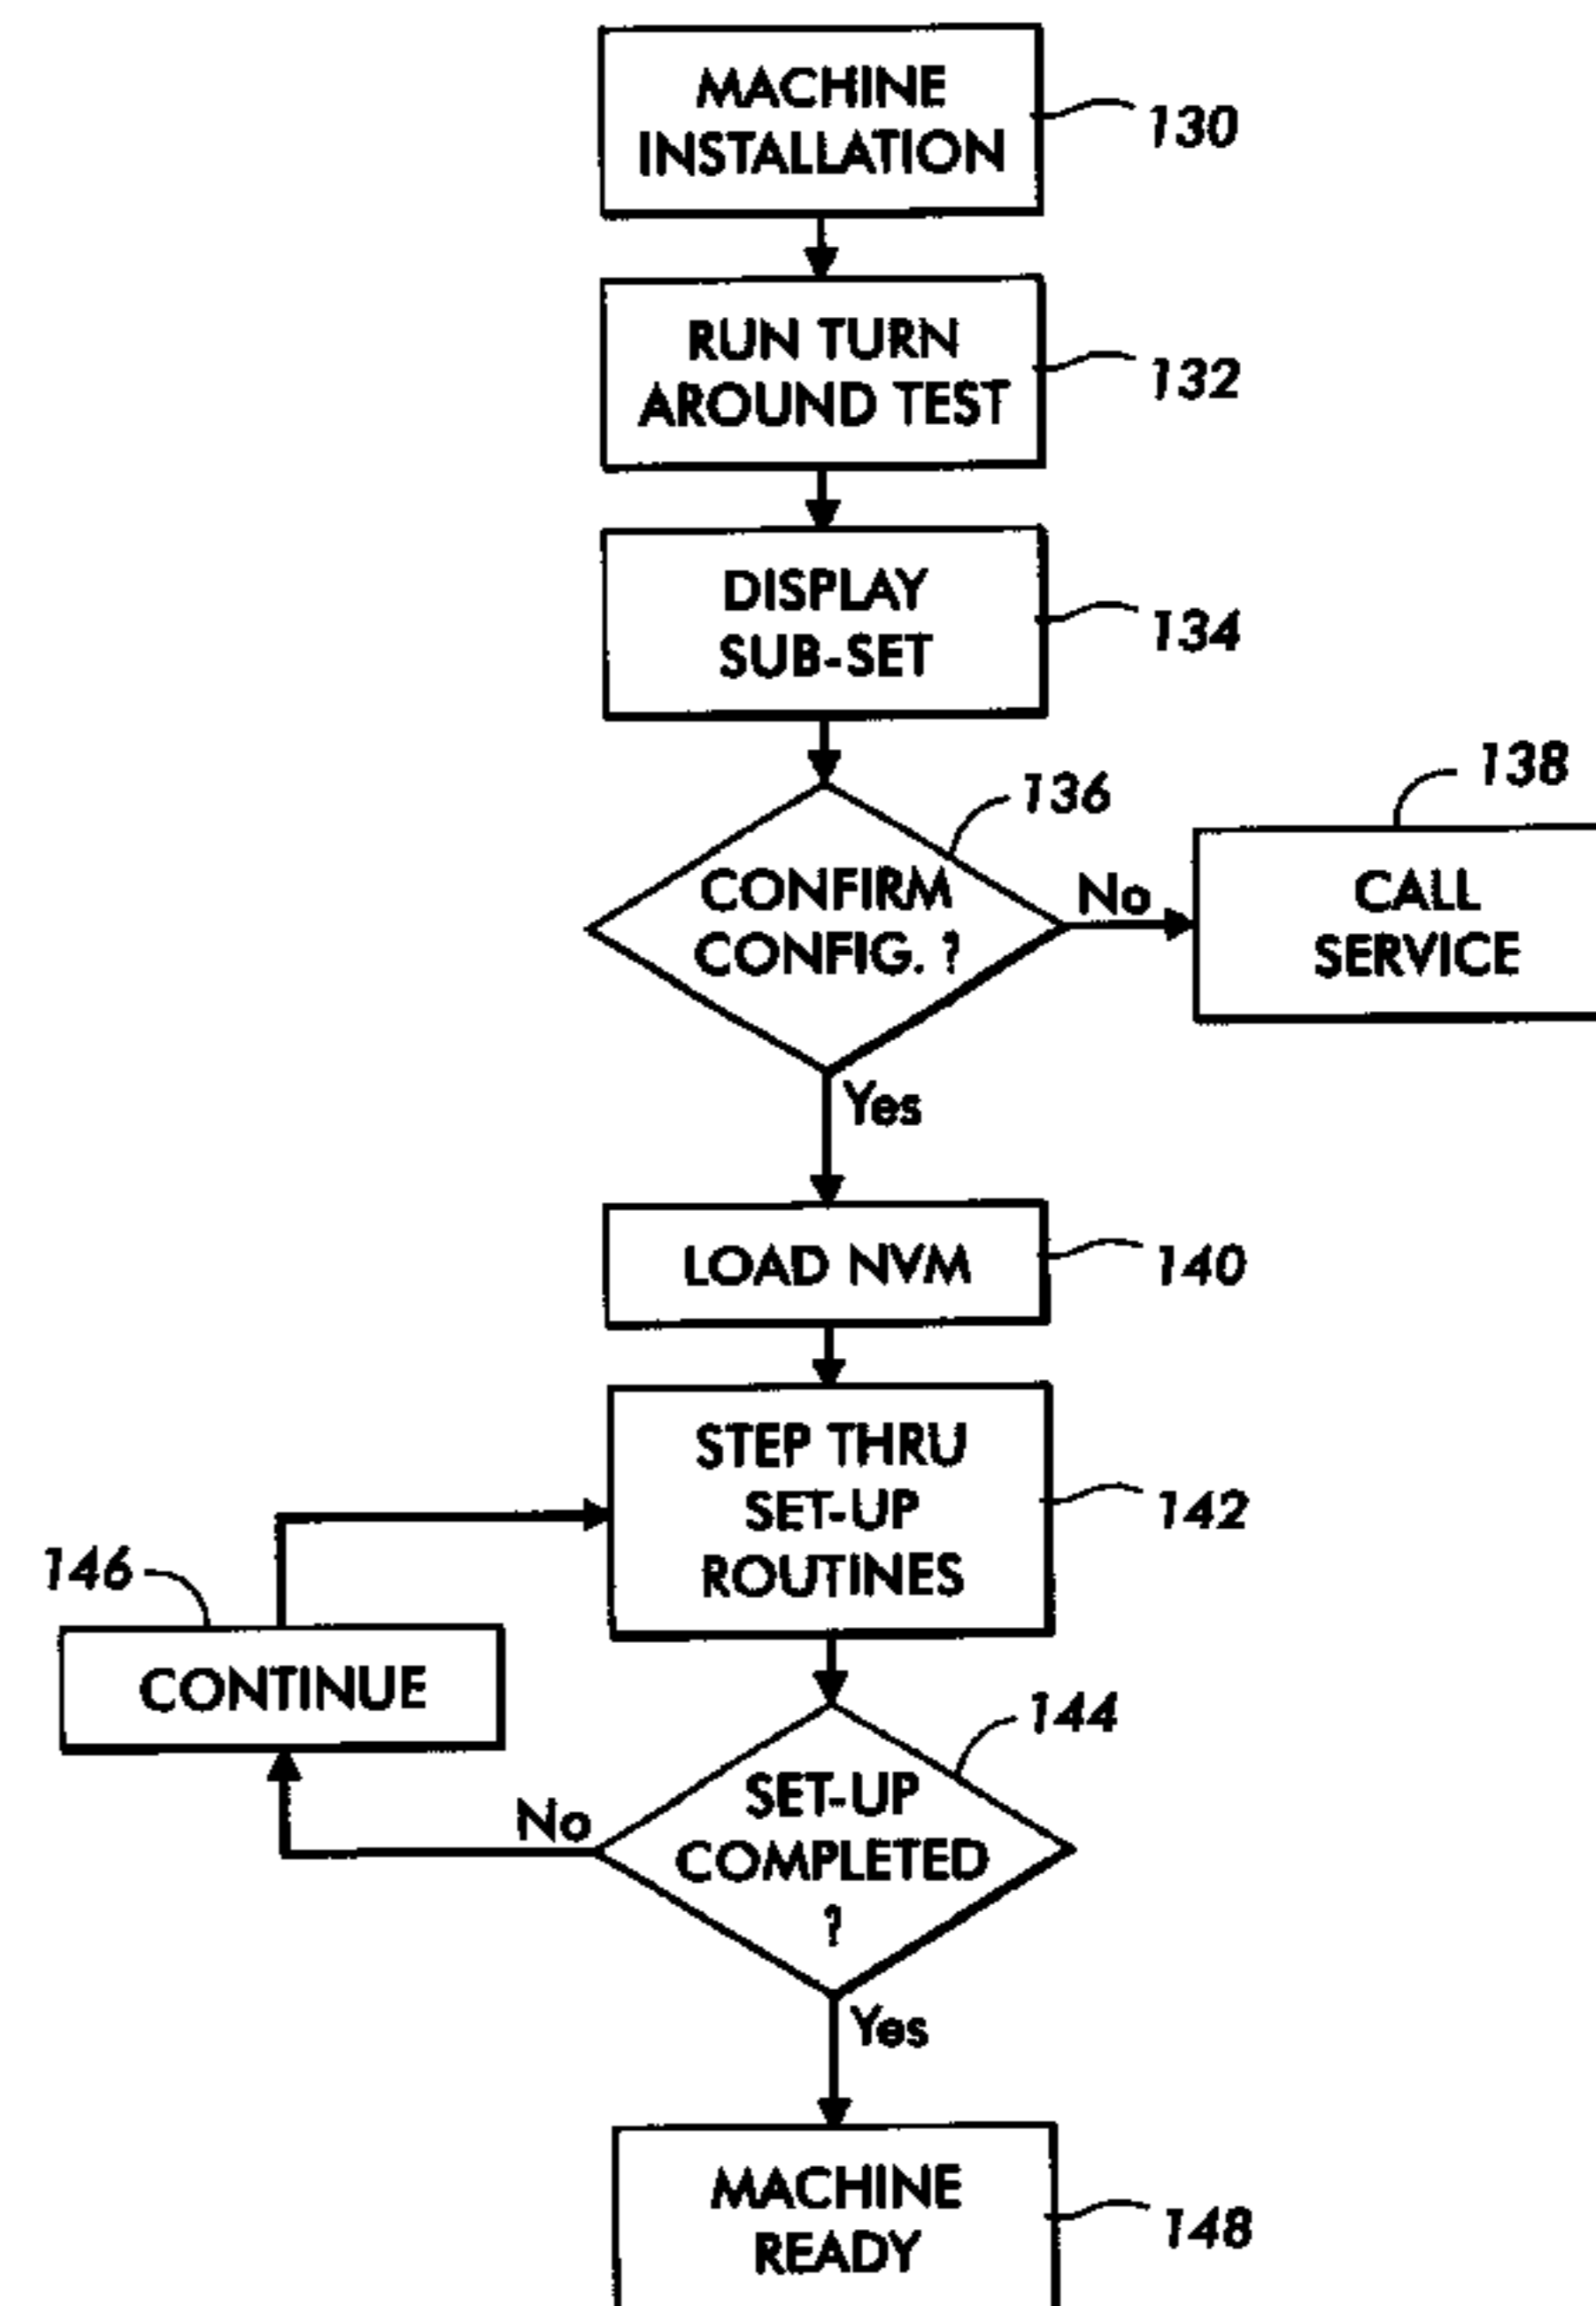 MACHINE
INSTALLATION
130
RUN TURN
AROUND TEST
132
DISPLAY
SUB-SET
134
136
138
CONFIRM
CONFIG. ?
No
CALL
SERVICE
Yes
LOAD NVM
140
STEP THRU
SET-UP
ROUTINES
142
146
CONTINUE
144
SET-UP
COMPLETED
?
No
Yes
MACHINE
READY
148